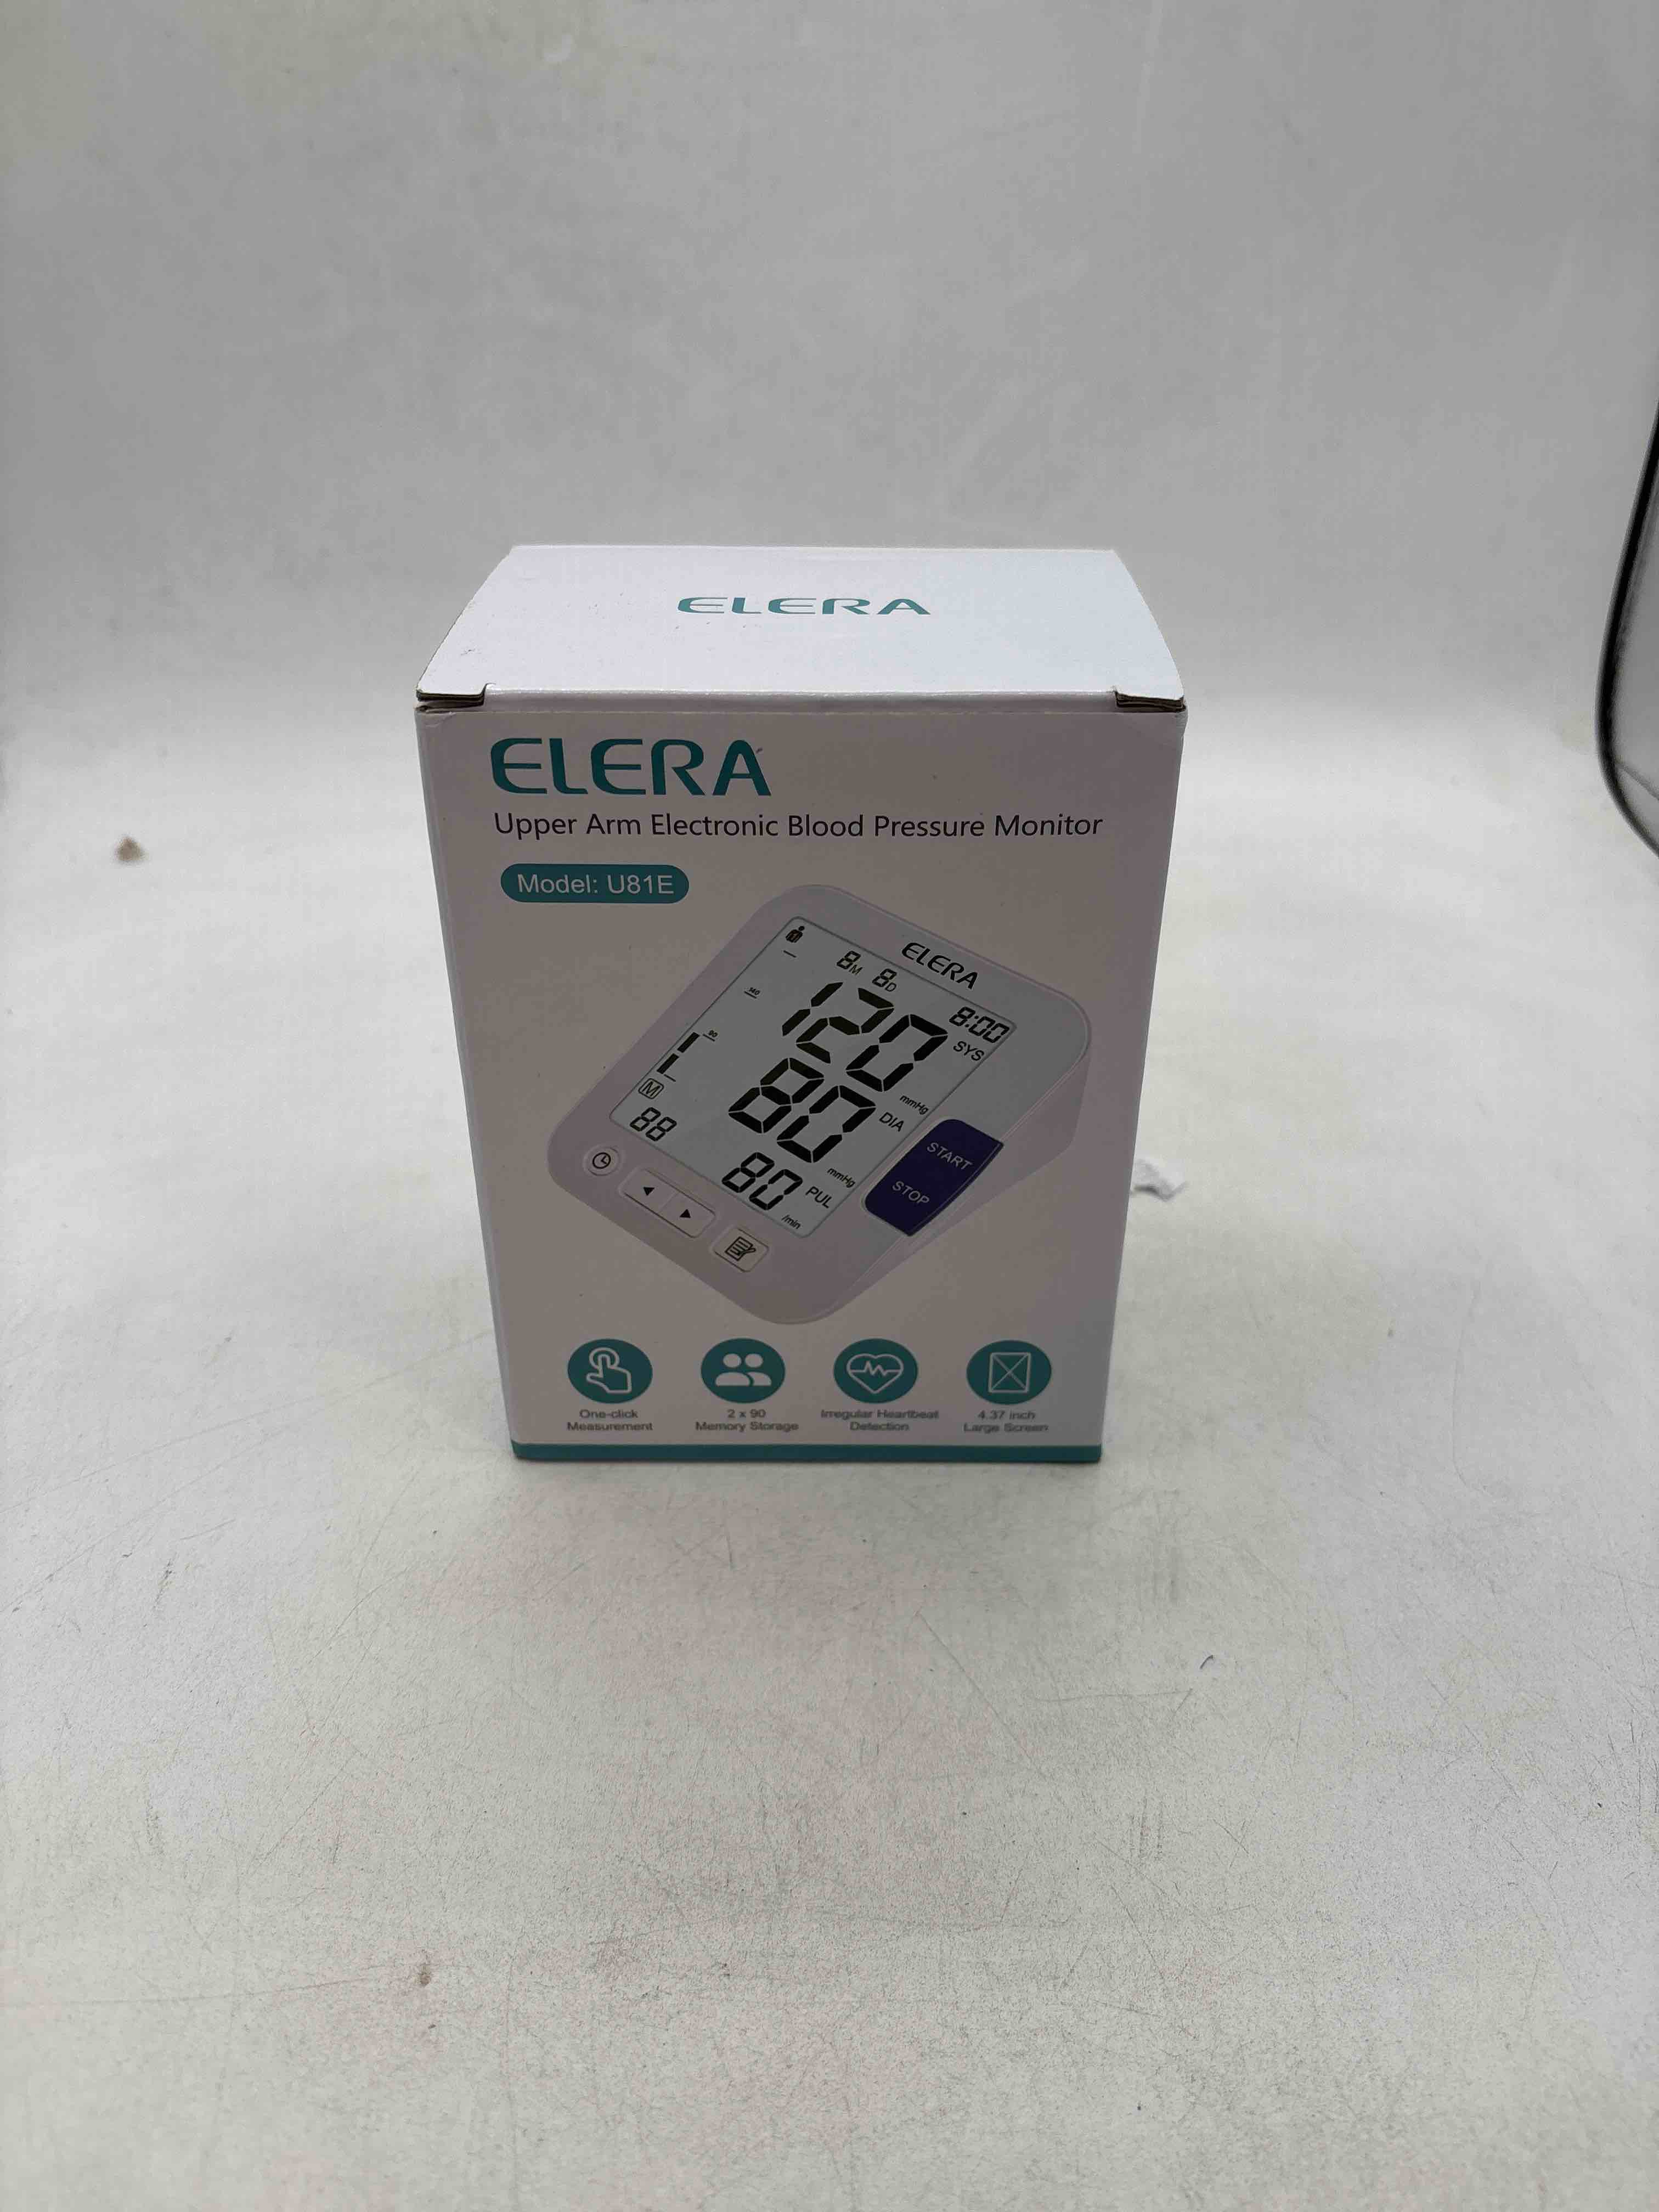 ELERA
ELERA
Upper Arm Electronic Blood Pressure Monitor
Model: U81E
ELERA
8M 8D
8:00
120
SYS
mmHg
140
90
80
DIA
mmHg
M
88
80
PUL
/min
START
STOP
One-click
Measurement
2 x 90
Memory Storage
Irregular Heartbeat
Detection
4.37 inch
Large Screen